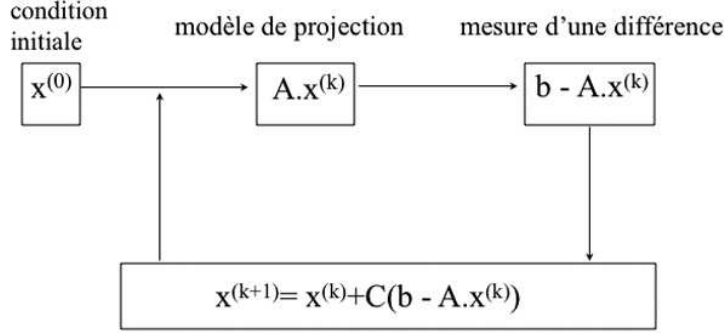 condition
initiale
modèle de projection
mesure d’une différence
x(0)
A.x(k)
b - A.x(k)
x(k+1)= x(k)+C(b - A.x(k))